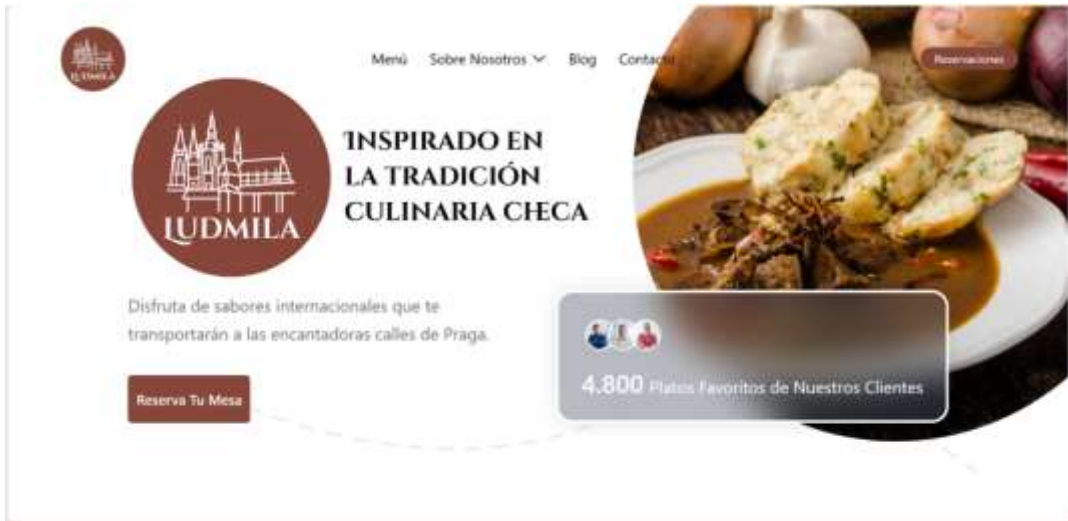 LUDMILA
Menú Sobre Nosotros Blog Contacto
Reservaciones
LUDMILA
INSPIRADO EN
LA TRADICIÓN
CULINARIA CHECA
Disfruta de sabores internacionales que te
transportarán a las encantadoras calles de Praga.
Reserva Tu Mesa
4.800 Platos Favoritos de Nuestros Clientes